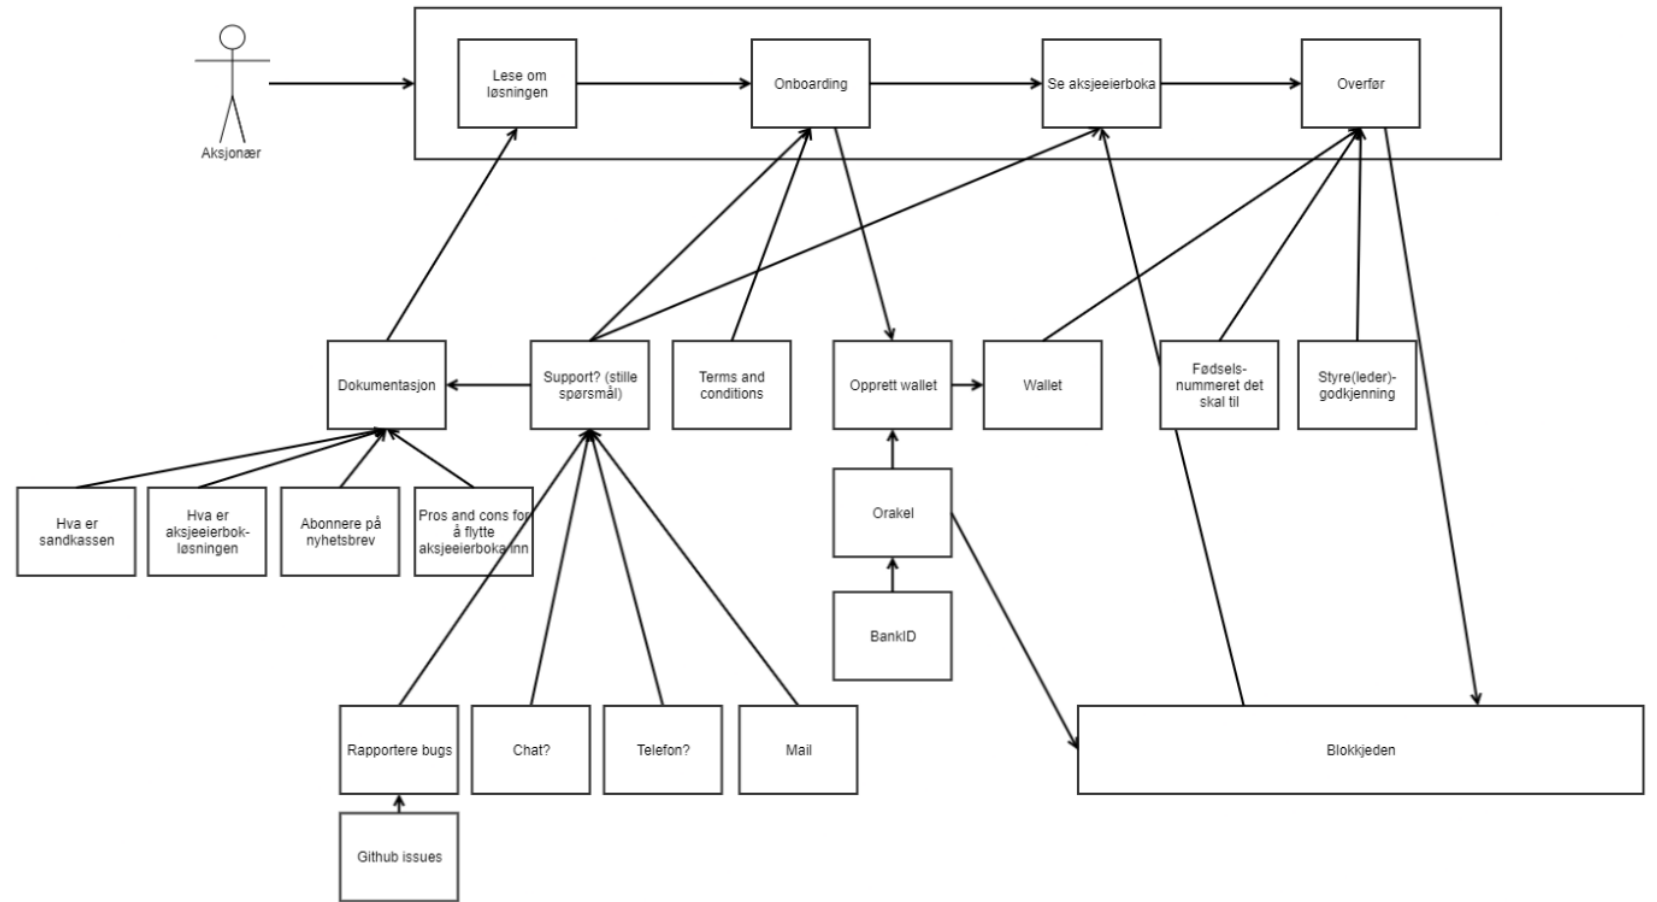 Lese om
løsningen
Onboarding
Se aksjeeierboka
Overfør
Aksjonær
Dokumentasjon
Support? (stille
spørsmål)
Terms and
conditions
Opprett wallet
Wallet
Fødsels-
nummeret det
skal til
Styre(leder)-
godkjenning
Hva er
sandkassen
Hva er
aksjeeierbok-
løsningen
Abonnere på
nyhetsbrev
Pros and cons for
å flytte
aksjeeierboka inn
Orakel
BankID
Rapportere bugs
Chat?
Telefon?
Mail
Blokkjeden
Github issues